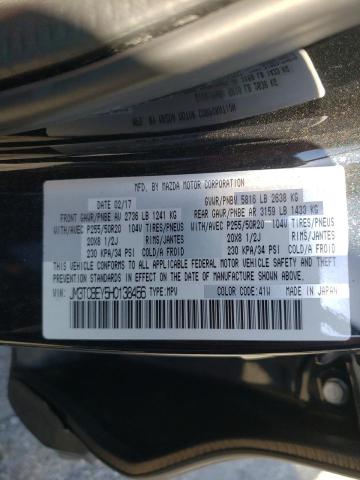 MFD. BY MAZDA MOTOR CORPORATION
DATE 02/17 GVWR/PNBV 5816 LB 2638 KG
FRONT GAWR/PNBE AV 2736 LB 1241 KG REAR GAWR/PNBE AR 3159 LB 1433 KG
WITH/AVEC P255/50R20 104V TIRES/PNEUS WITH/AVEC P255/50R20 104V TIRES/PNEUS
20X8 1/2J RIMS/JANTES 20X8 1/2J RIMS/JANTES
230 KPA/34 PSI COLD/A FROID 230 KPA/34 PSI COLD/A FROID
THIS VEHICLE CONFORMS TO ALL APPLICABLE FEDERAL MOTOR VEHICLE SAFETY, BUMPER, AND THEFT
PREVENTION STANDARDS IN EFFECT ON THE DATE OF MANUFACTURE SHOWN ABOVE.
VIN: JM3TCBEY5H0138466 TYPE:MPV COLOR CODE:41W MADE IN JAPAN